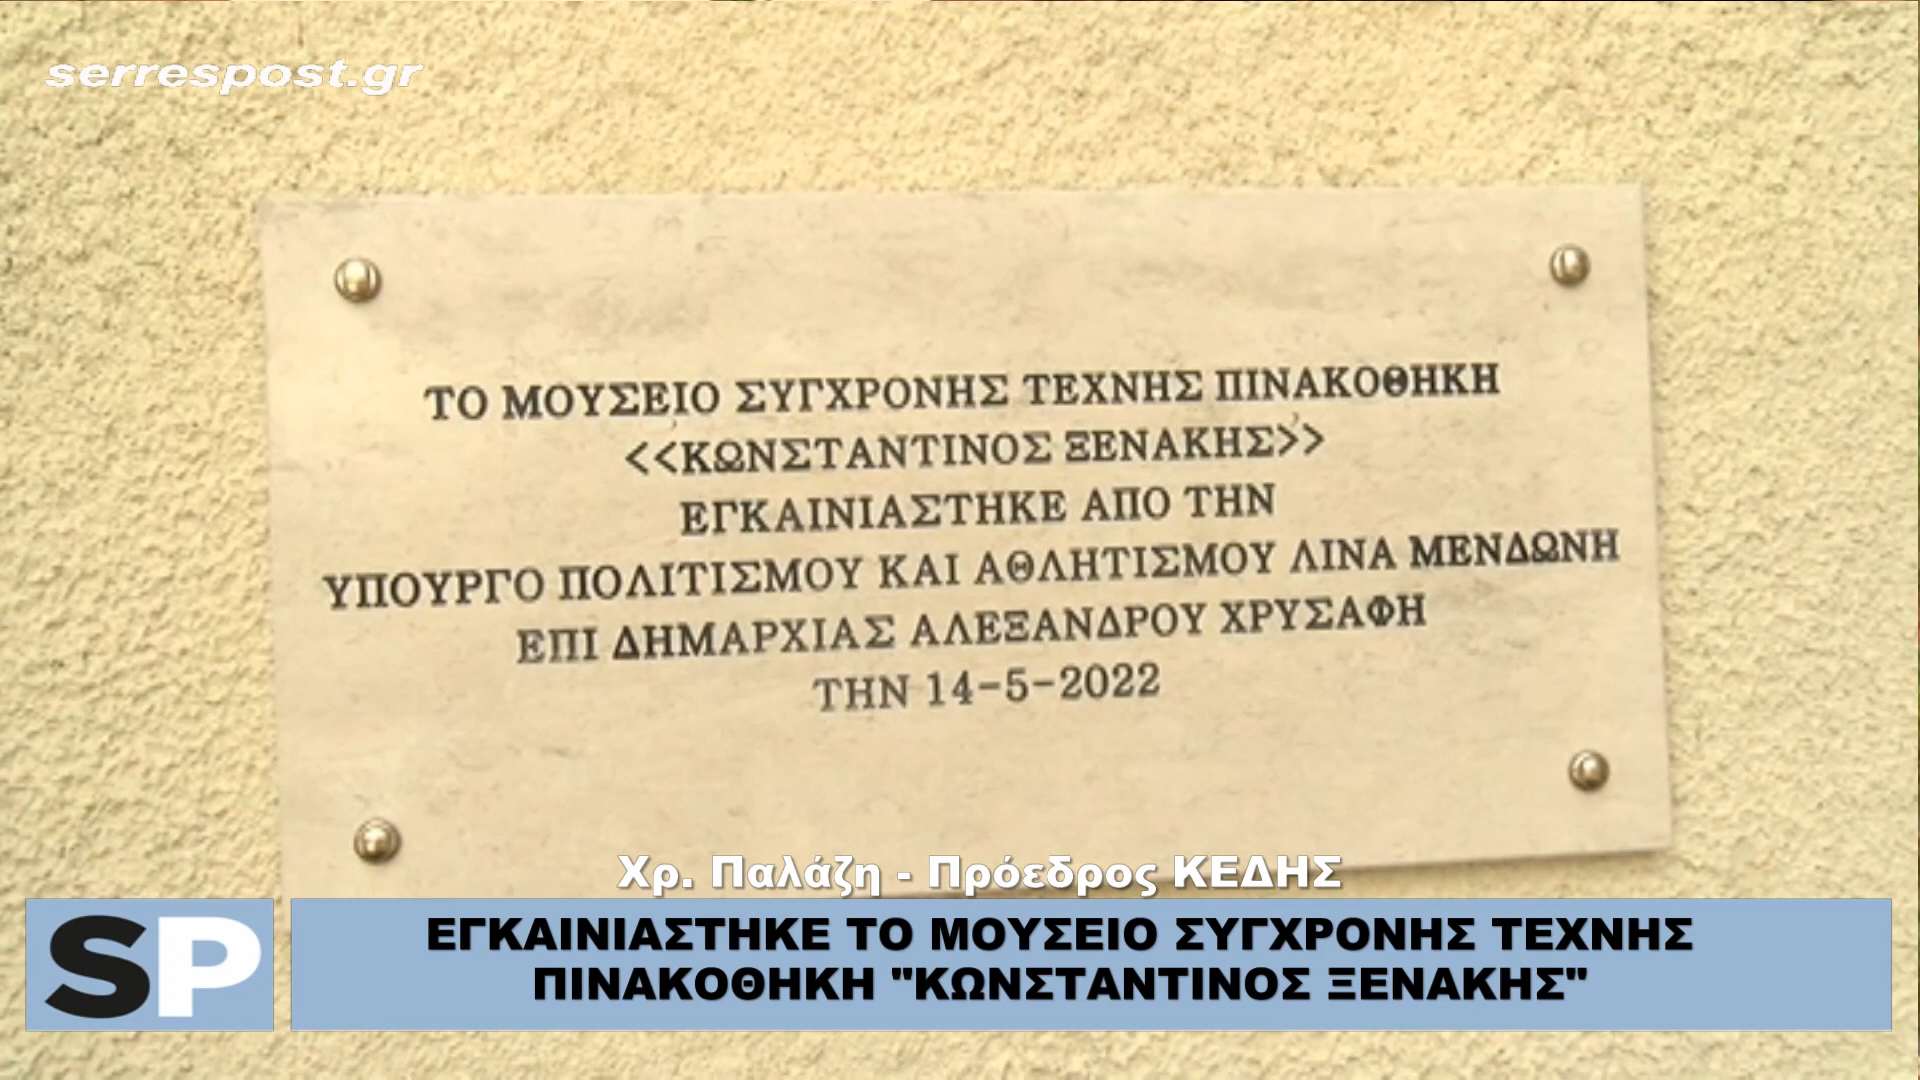 serrespost.gr
ΤΟ ΜΟΥΣΕΙΟ ΣΥΓΧΡΟΝΗΣ ΤΕΧΝΗΣ ΠΙΝΑΚΟΘΗΚΗ
<<ΚΩΝΣΤΑΝΤΙΝΟΣ ΞΕΝΑΚΗΣ>>
ΕΓΚΑΙΝΙΑΣΤΗΚΕ ΑΠΟ ΤΗΝ
ΥΠΟΥΡΓΟ ΠΟΛΙΤΙΣΜΟΥ ΚΑΙ ΑΘΛΗΤΙΣΜΟΥ ΛΙΝΑ ΜΕΝΔΩΝΗ
ΕΠΙ ΔΗΜΑΡΧΙΑΣ ΑΛΕΞΑΝΔΡΟΥ ΧΡΥΣΑΦΗ
ΤΗΝ 14-5-2022
Χρ. Παλάζη - Πρόεδρος ΚΕΔΗΣ
SP
ΕΓΚΑΙΝΙΑΣΤΗΚΕ ΤΟ ΜΟΥΣΕΙΟ ΣΥΓΧΡΟΝΗΣ ΤΕΧΝΗΣ
ΠΙΝΑΚΟΘΗΚΗ "ΚΩΝΣΤΑΝΤΙΝΟΣ ΞΕΝΑΚΗΣ"